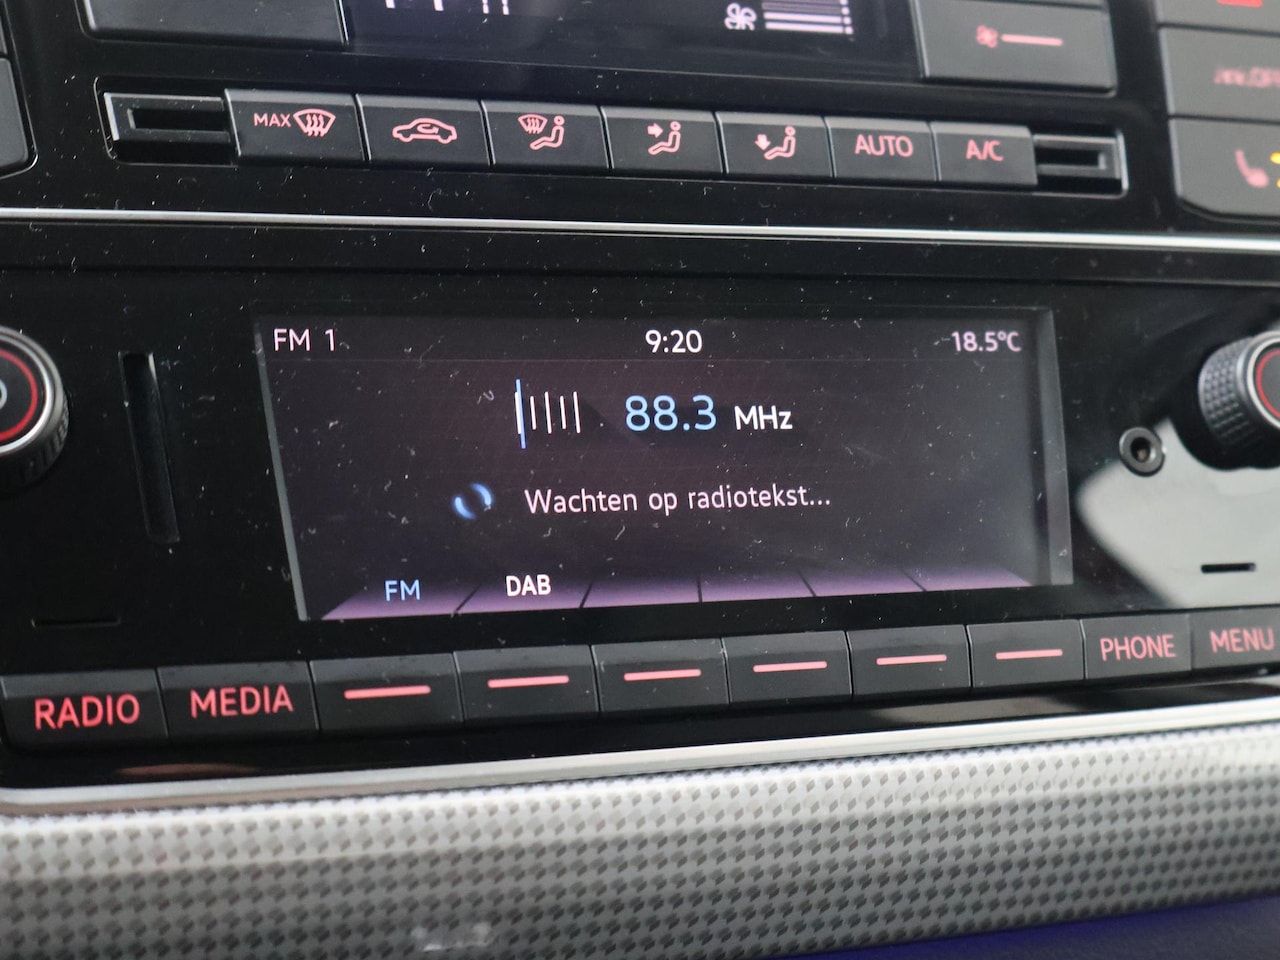 MAX
AUTO
A/C
FM 1
9:20
18.5°C
88.3 MHz
Wachten op radiotekst...
FM
DAB
RADIO
MEDIA
PHONE
MENU